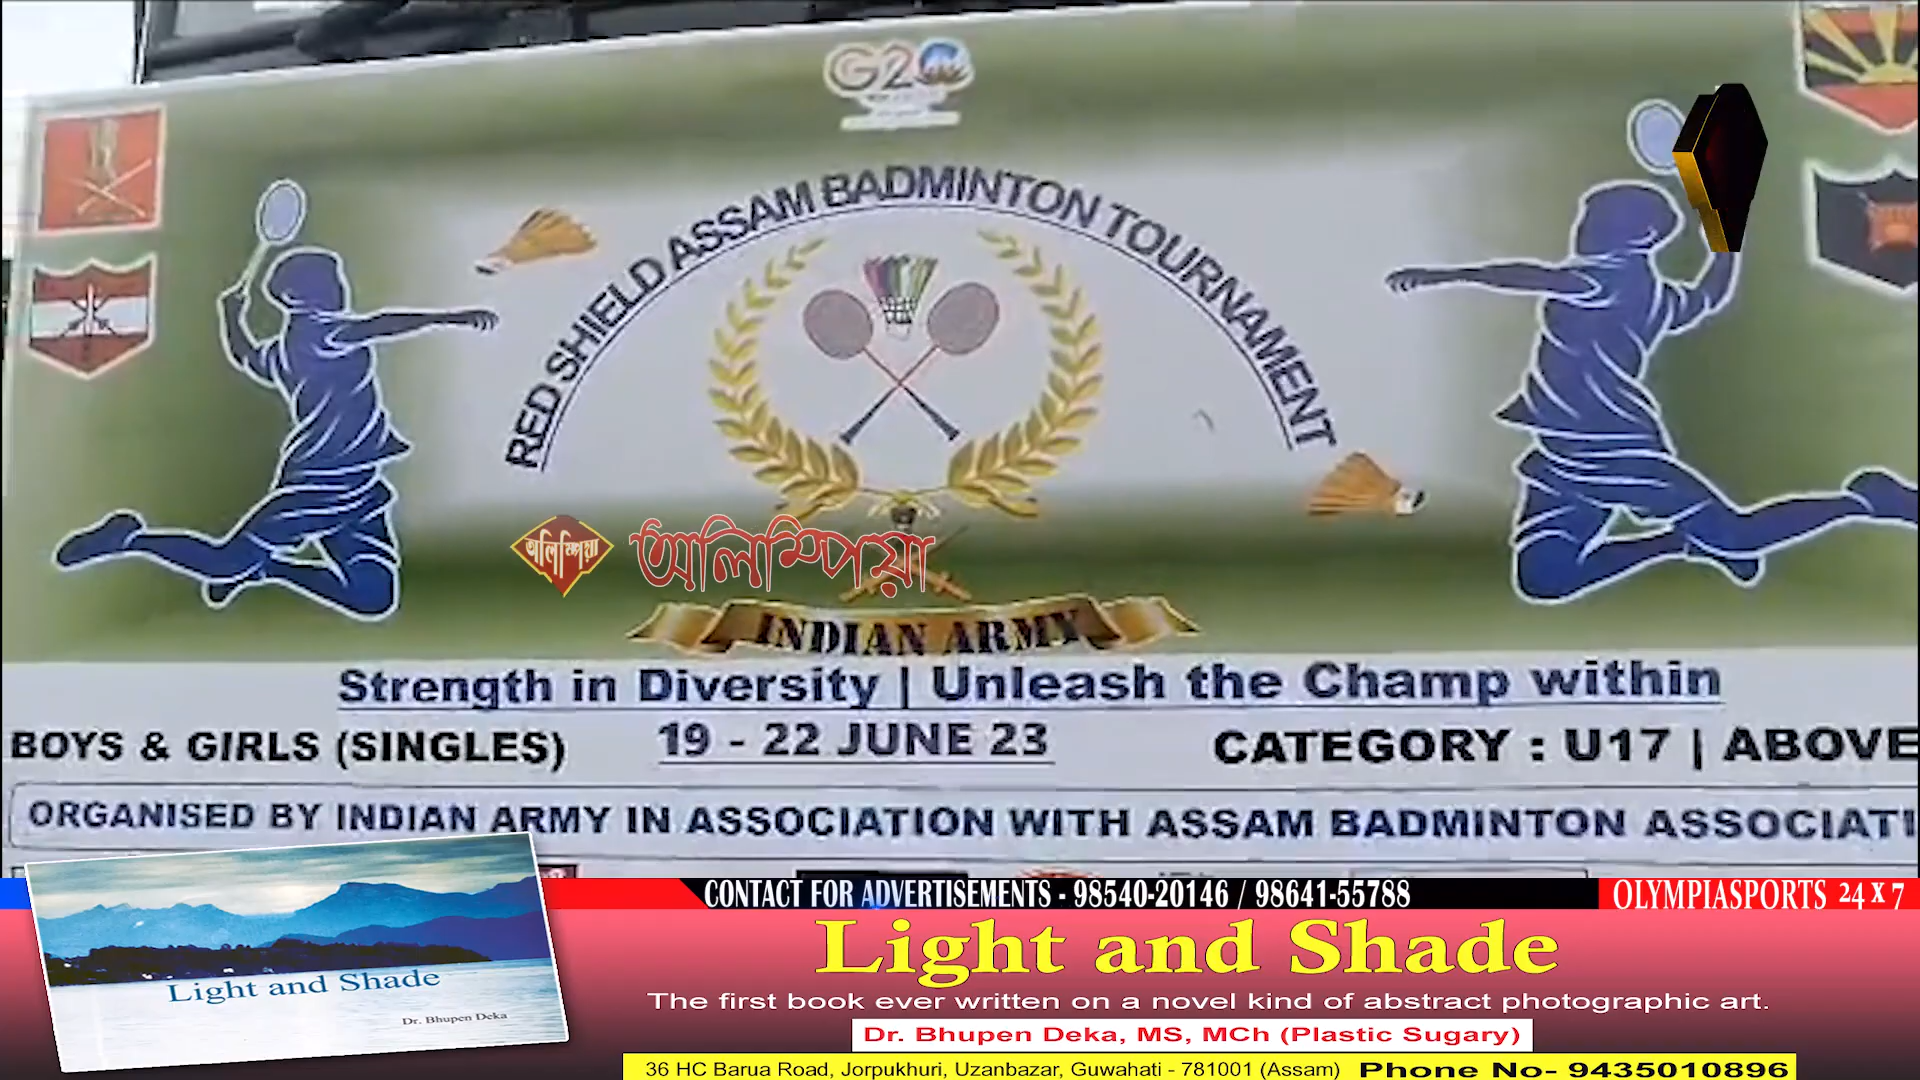 G20
RED SHIELD ASSAM BADMINTON TOURNAMENT
অলিম্পিয়া
অলিম্পিয়া
INDIAN ARMY
Strength in Diversity | Unleash the Champ within
BOYS & GIRLS (SINGLES) 19 - 22 JUNE 23 CATEGORY : U17 | ABOVE
ORGANISED BY INDIAN ARMY IN ASSOCIATION WITH ASSAM BADMINTON ASSOCIATI
CONTACT FOR ADVERTISEMENTS - 98540-20146 / 98641-55788 OLYMPIASPORTS 24 x 7
Light and Shade
Dr. Bhupen Deka
Light and Shade
The first book ever written on a novel kind of abstract photographic art.
Dr. Bhupen Deka, MS, MCh (Plastic Sugary)
36 HC Barua Road, Jorpukhuri, Uzanbazar, Guwahati - 781001 (Assam) Phone No- 9435010896